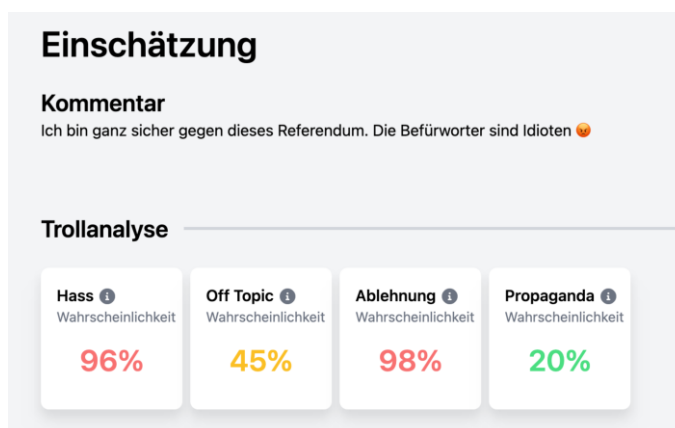 Einschätzung
Kommentar
Ich bin ganz sicher gegen dieses Referendum. Die Befürworter sind Idioten 😡
Trollanalyse
Hass i Off Topic i Ablehnung i Propaganda i
Wahrscheinlichkeit Wahrscheinlichkeit Wahrscheinlichkeit Wahrscheinlichkeit
96% 45% 98% 20%